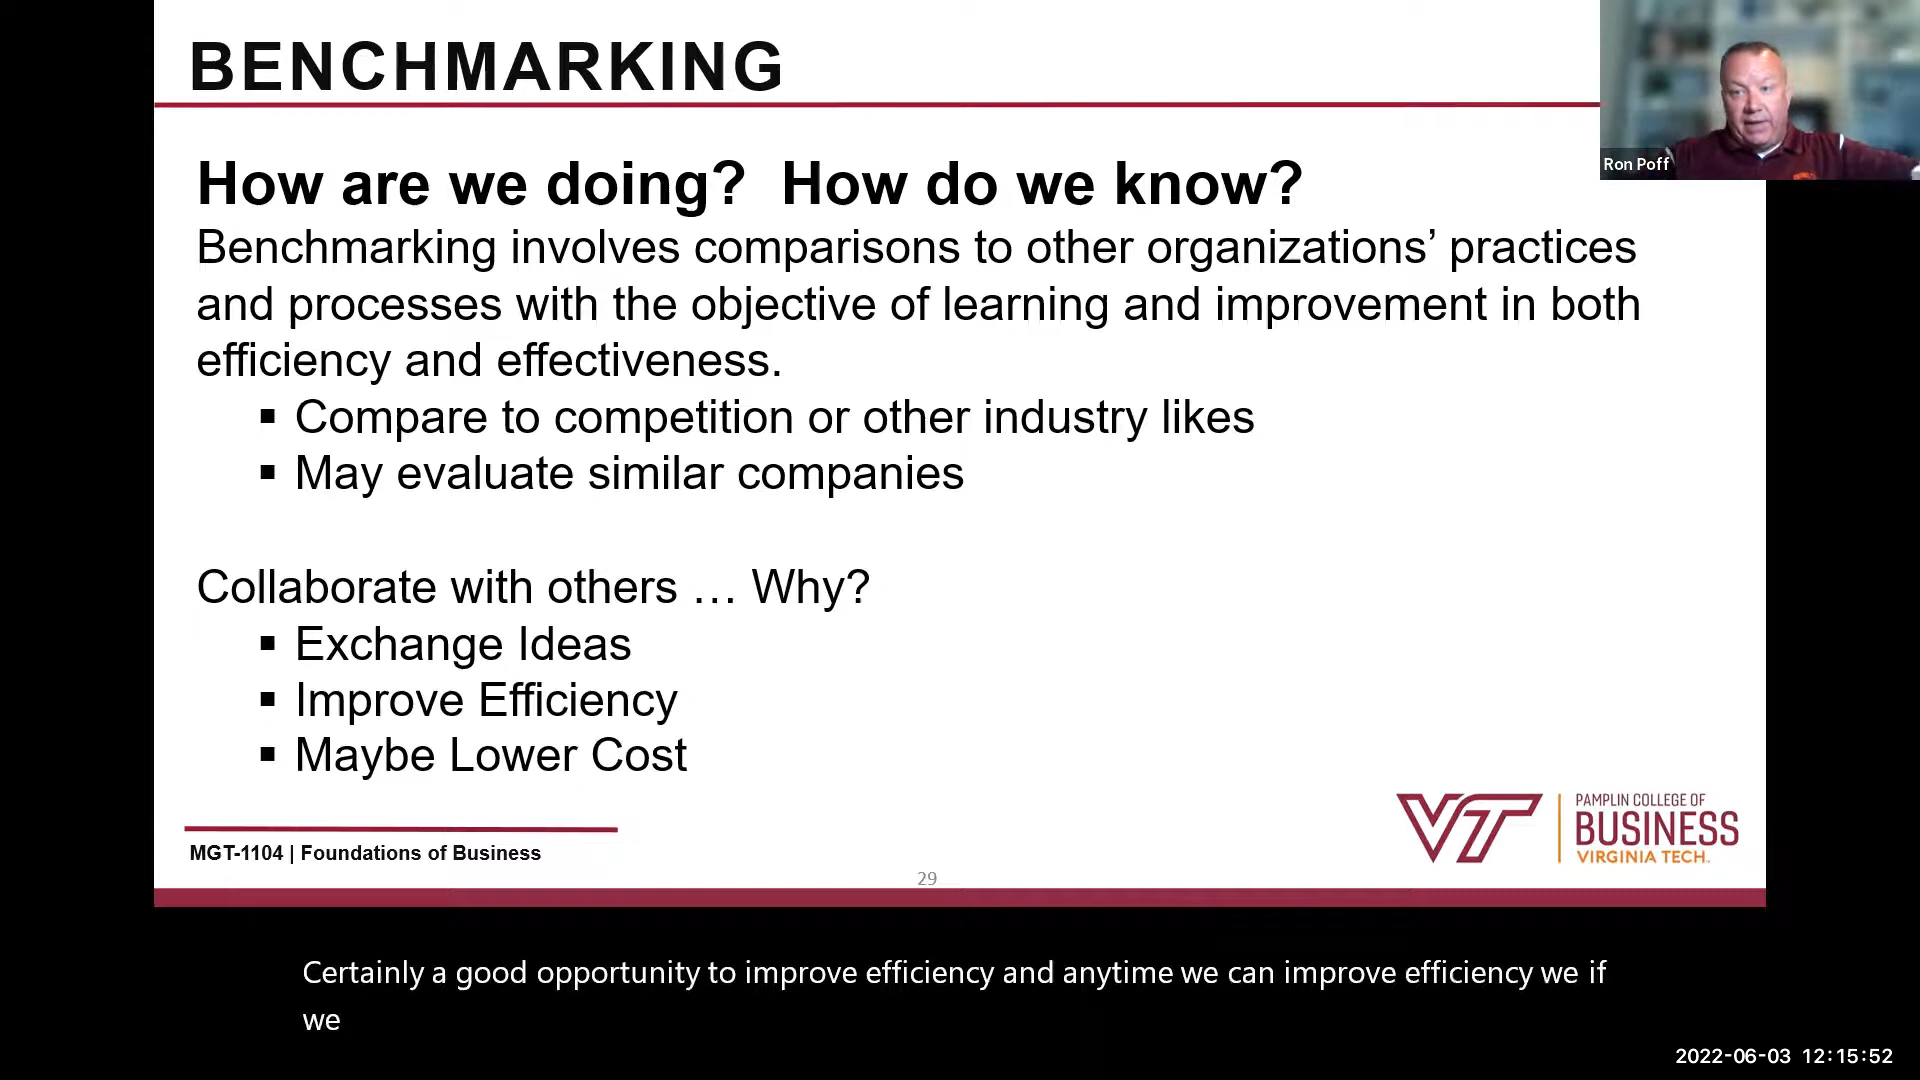 BENCHMARKING
Ron Poff
How are we doing?  How do we know?
Benchmarking involves comparisons to other organizations’ practices
and processes with the objective of learning and improvement in both
efficiency and effectiveness.
▪ Compare to competition or other industry likes
▪ May evaluate similar companies
Collaborate with others … Why?
▪ Exchange Ideas
▪ Improve Efficiency
▪ Maybe Lower Cost
VT
PAMPLIN COLLEGE OF
BUSINESS
VIRGINIA TECH.
MGT-1104 | Foundations of Business
29
Certainly a good opportunity to improve efficiency and anytime we can improve efficiency we if
we
2022-06-03 12:15:52